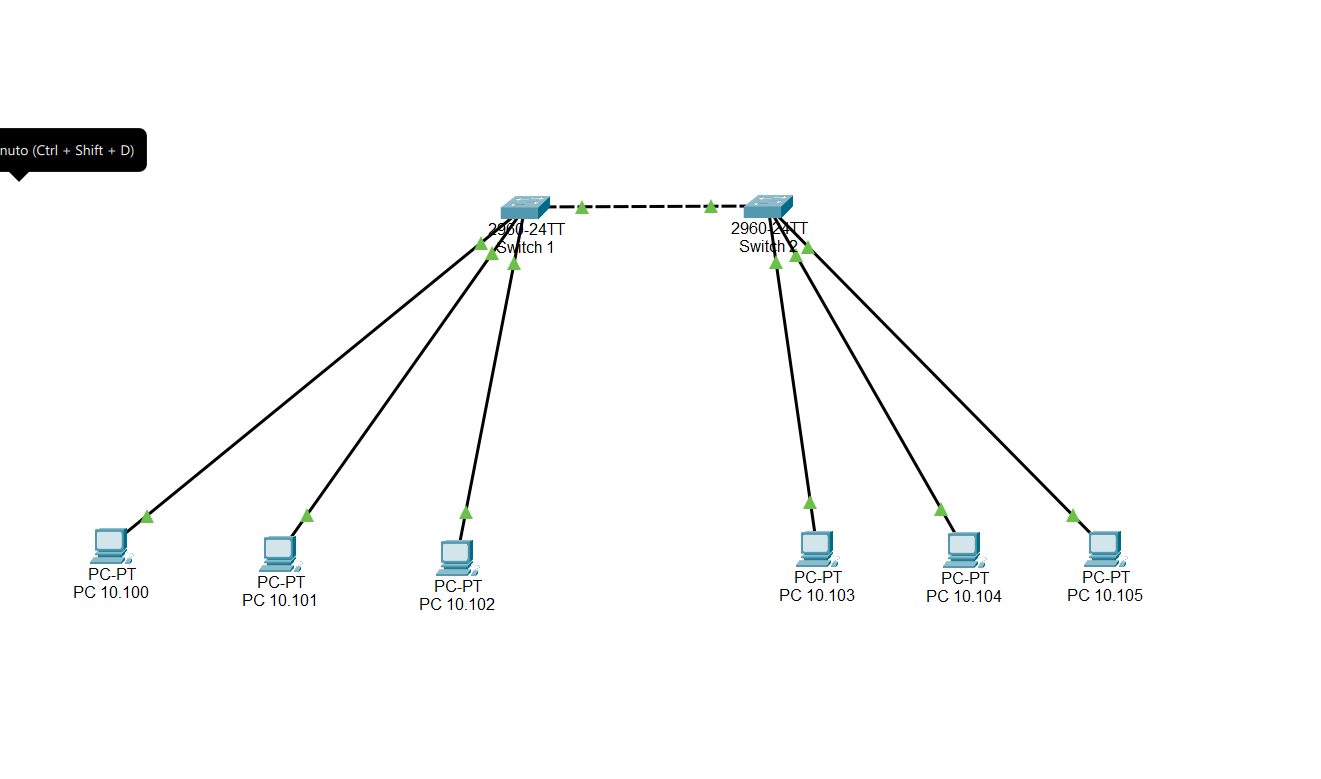 nuto (Ctrl + Shift + D)
2960-24TT
Switch 1
2960-24TT
Switch 2
PC-PT
PC 10.100
PC-PT
PC 10.101
PC-PT
PC 10.102
PC-PT
PC 10.103
PC-PT
PC 10.104
PC-PT
PC 10.105